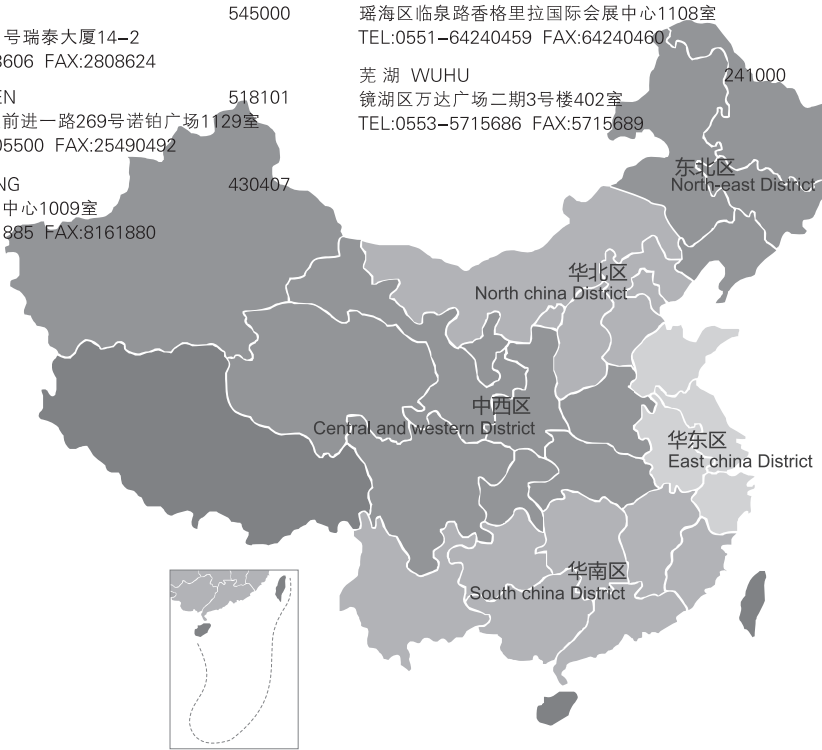 545000
号瑞泰大厦14-2
3606 FAX:2808624
EN 518101
前进一路269号诺铂广场1129室
05500 FAX:25490492
NG 430407
中心1009室
885 FAX:8161880
瑶海区临泉路香格里拉国际会展中心1108室
TEL:0551-64240459 FAX:64240460
芜湖 WUHU 241000
镜湖区万达广场二期3号楼402室
TEL:0553-5715686 FAX:5715689
东北区
North-east District
华北区
North china District
中西区
Central and western District
华东区
East china District
华南区
South china District